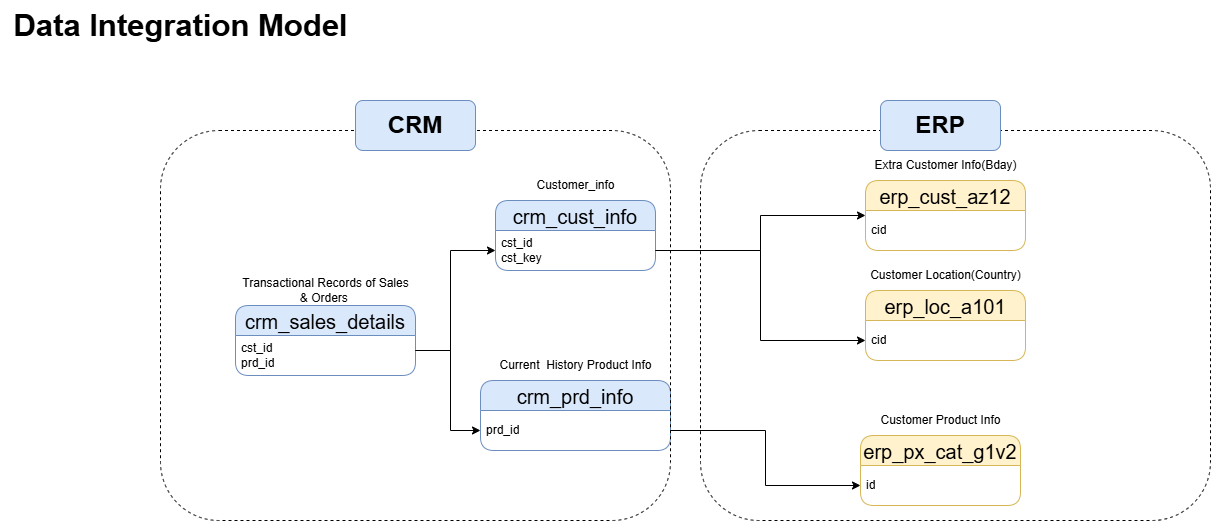 Data Integration Model
CRM
ERP
Extra Customer Info(Bday)
erp_cust_az12
cid
Customer_info
crm_cust_info
cst_id
cst_key
Customer Location(Country)
erp_loc_a101
cid
Transactional Records of Sales
& Orders
crm_sales_details
cst_id
prd_id
Current  History Product Info
crm_prd_info
prd_id
Customer Product Info
erp_px_cat_g1v2
id